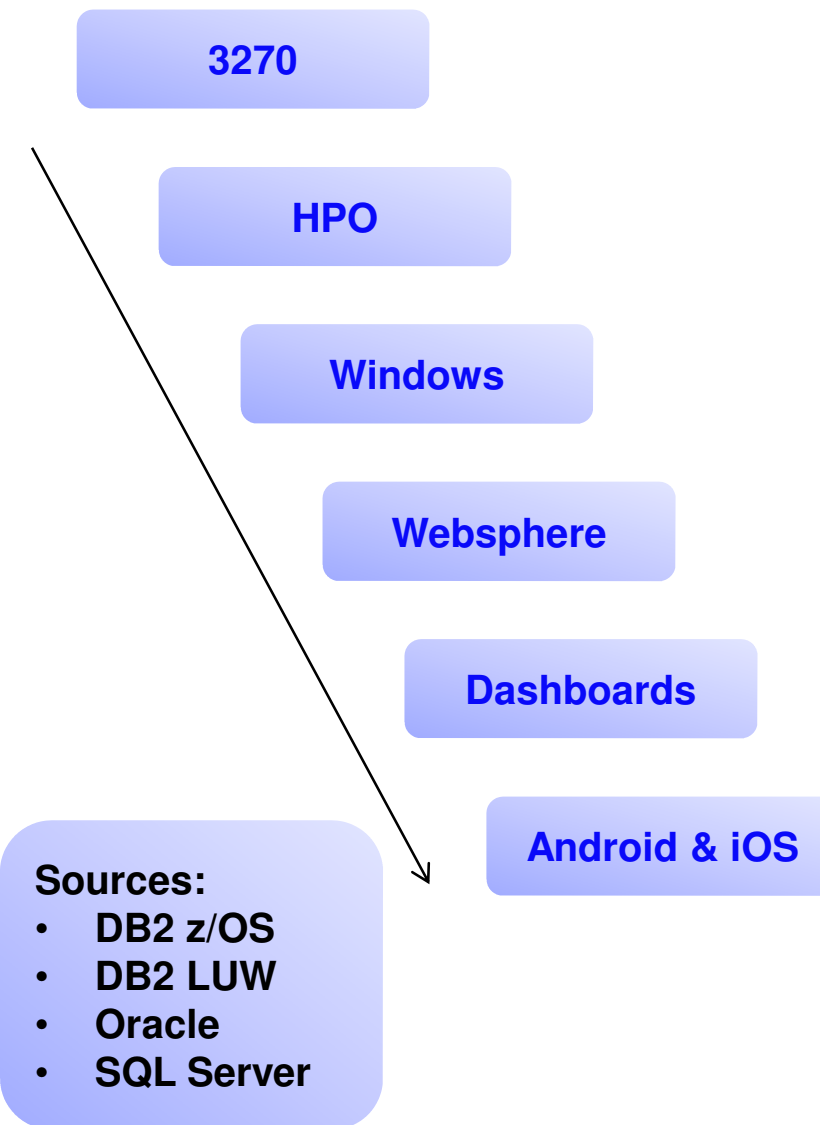 3270
HPO
Windows
Websphere
Dashboards
Android & iOS
Sources:
• DB2 z/OS
• DB2 LUW
• Oracle
• SQL Server